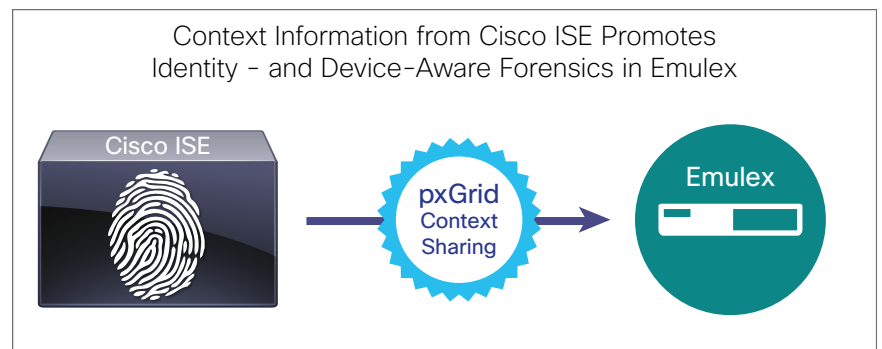 Context Information from Cisco ISE Promotes
Identity - and Device-Aware Forensics in Emulex
Cisco ISE
pxGrid
Context
Sharing
Emulex